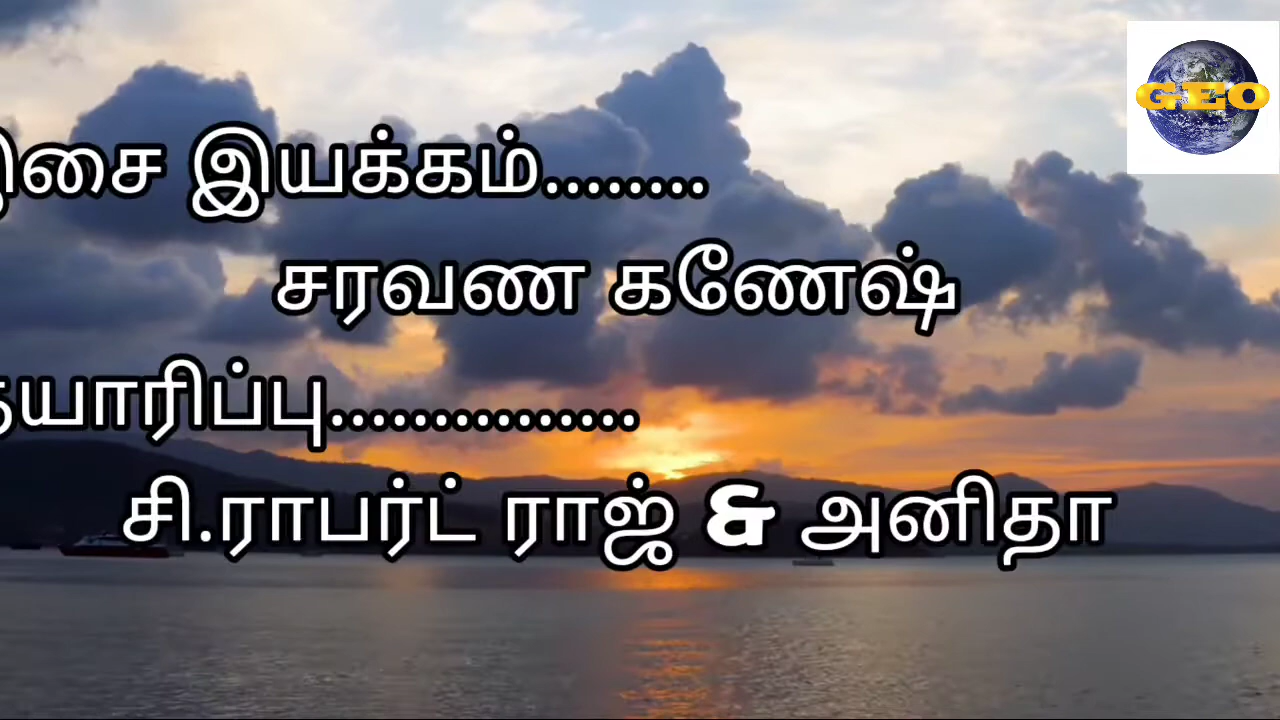 இசை இயக்கம்........
சரவண கணேஷ்
தயாரிப்பு...............
சி.ராபர்ட் ராஜ் & அனிதா
GEO